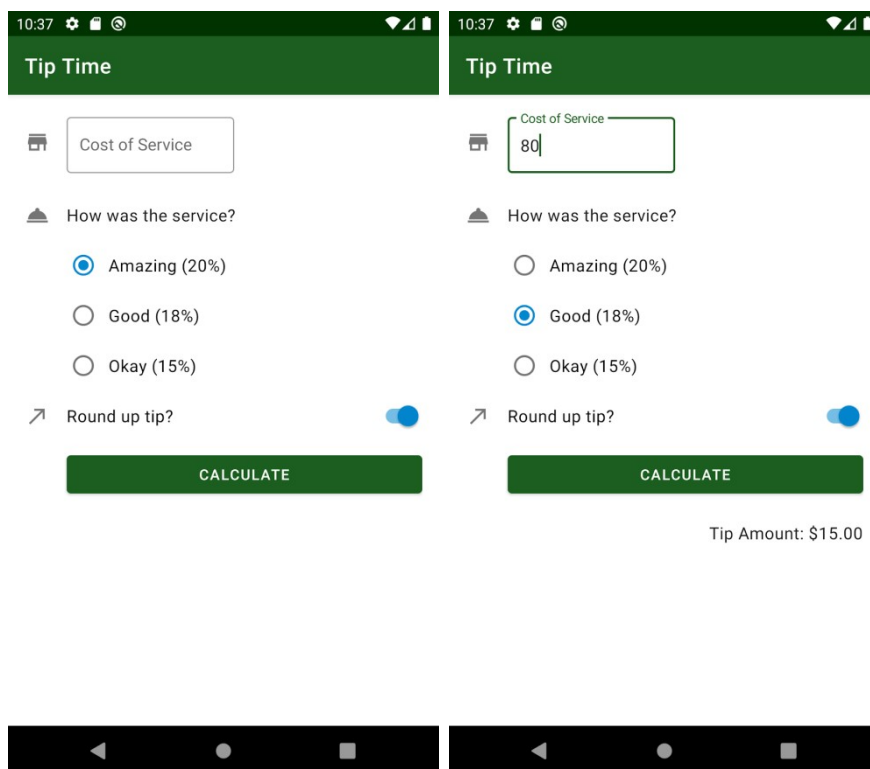 10:37
Tip Time
Cost of Service
How was the service?
Amazing (20%)
Good (18%)
Okay (15%)
Round up tip?
CALCULATE
10:37
Tip Time
Cost of Service
80
How was the service?
Amazing (20%)
Good (18%)
Okay (15%)
Round up tip?
CALCULATE
Tip Amount: $15.00